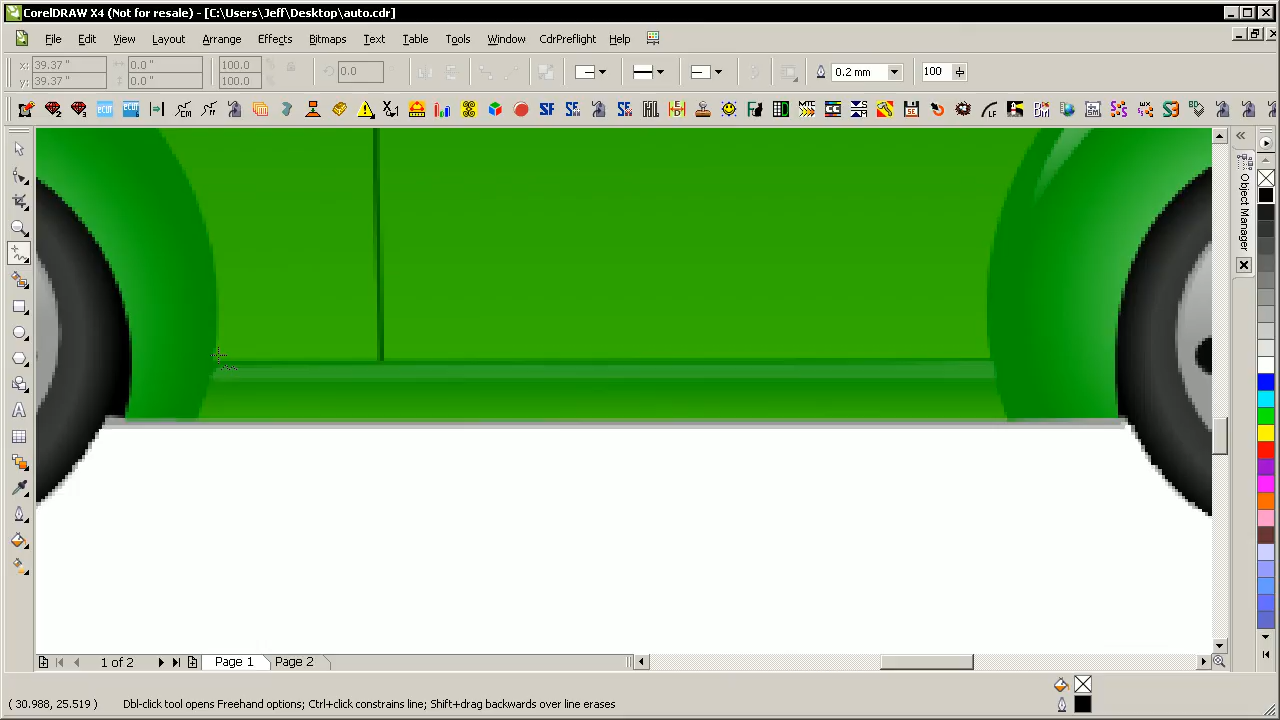 CorelDRAW X4 (Not for resale) - [C:\Users\Jeff\Desktop\auto.cdr]
File Edit View Layout Arrange Effects Bitmaps Text Table Tools Window CdrPreflight Help
x: 39.37 " 0.0 " 100.0 0.0 0.2 mm 100
y: 39.37 " 0.0 " 100.0
Object Manager
1 of 2 Page 1 Page 2
( 30.988, 25.519 ) Dbl-click tool opens Freehand options; Ctrl+click constrains line; Shift+drag backwards over line erases